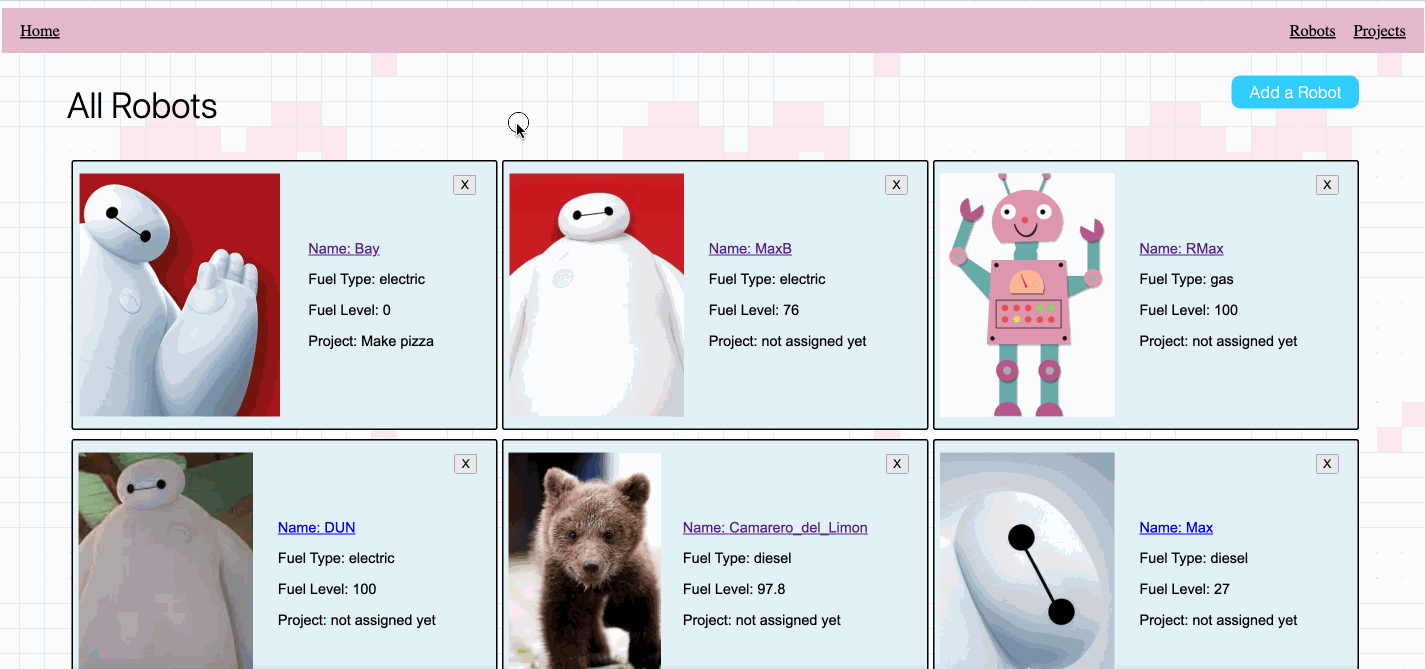 Home
Robots
Projects
All Robots
Add a Robot
X
Name: Bay
Fuel Type: electric
Fuel Level: 0
Project: Make pizza
X
Name: MaxB
Fuel Type: electric
Fuel Level: 76
Project: not assigned yet
X
Name: RMax
Fuel Type: gas
Fuel Level: 100
Project: not assigned yet
X
Name: DUN
Fuel Type: electric
Fuel Level: 100
Project: not assigned yet
X
Name: Camarero_del_Limon
Fuel Type: diesel
Fuel Level: 97.8
Project: not assigned yet
X
Name: Max
Fuel Type: diesel
Fuel Level: 27
Project: not assigned yet